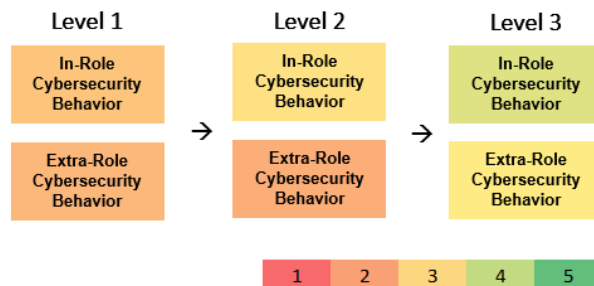 Level 1
Level 2
Level 3
In-Role
Cybersecurity
Behavior
In-Role
Cybersecurity
Behavior
In-Role
Cybersecurity
Behavior
→
→
Extra-Role
Cybersecurity
Behavior
Extra-Role
Cybersecurity
Behavior
Extra-Role
Cybersecurity
Behavior
1 2 3 4 5